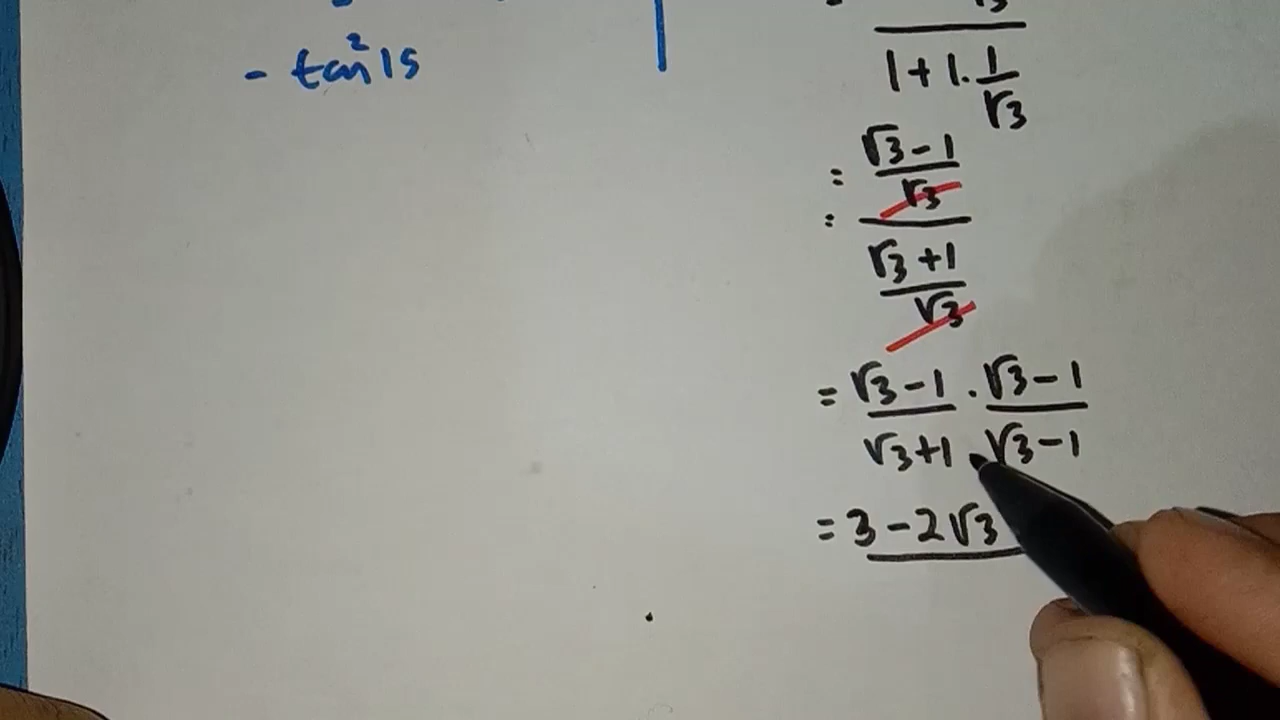 - tan²15
=
√3
1 + 1 . 1/√3
= √3 - 1
√3
=
√3 + 1
√3
= √3 - 1 . √3 - 1
√3 + 1 . √3 - 1
= 3 - 2√3